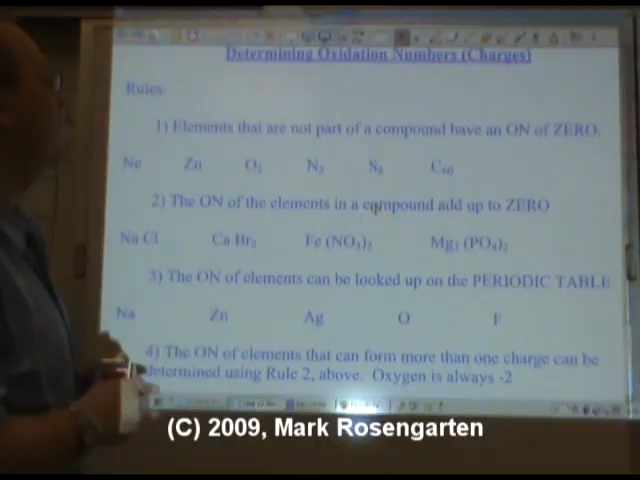 Determining Oxidation Numbers (Charges)
Rules:
1) Elements that are not part of a compound have an ON of ZERO.
Ne Zn O₂ N₂ S₈ C₆₀
2) The ON of the elements in a compound add up to ZERO
Na Cl Ca Br₂ Fe (NO₃)₂ Mg₃ (PO₄)₂
3) The ON of elements can be looked up on the PERIODIC TABLE
Na Zn Ag O F
4) The ON of elements that can form more than one charge can be
determined using Rule 2, above. Oxygen is always -2
(C) 2009, Mark Rosengarten